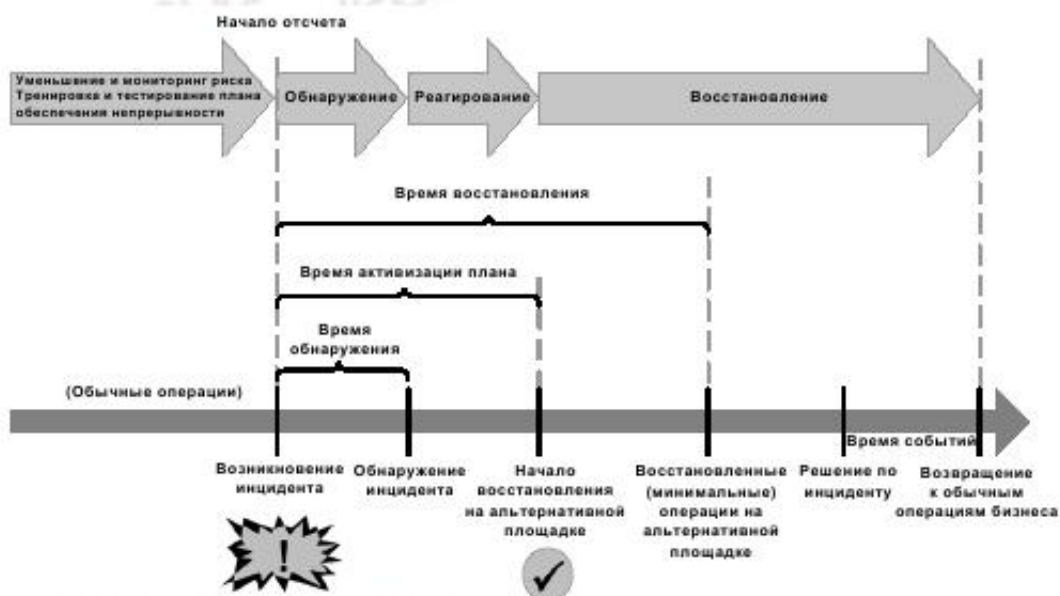 Начало отсчета
Уменьшение и мониторинг риска
Тренировка и тестирование плана
обеспечения непрерывности
Обнаружение
Реагирование
Восстановление
Время восстановления
Время активизации плана
Время
обнаружения
(Обычные операции)
Время событий
Возникновение
инцидента
Обнаружение
инцидента
Начало
восстановления
на альтернативной
площадке
Восстановленные
(минимальные)
операции на
альтернативной
площадке
Решение по
инциденту
Возвращение
к обычным
операциям бизнеса
!